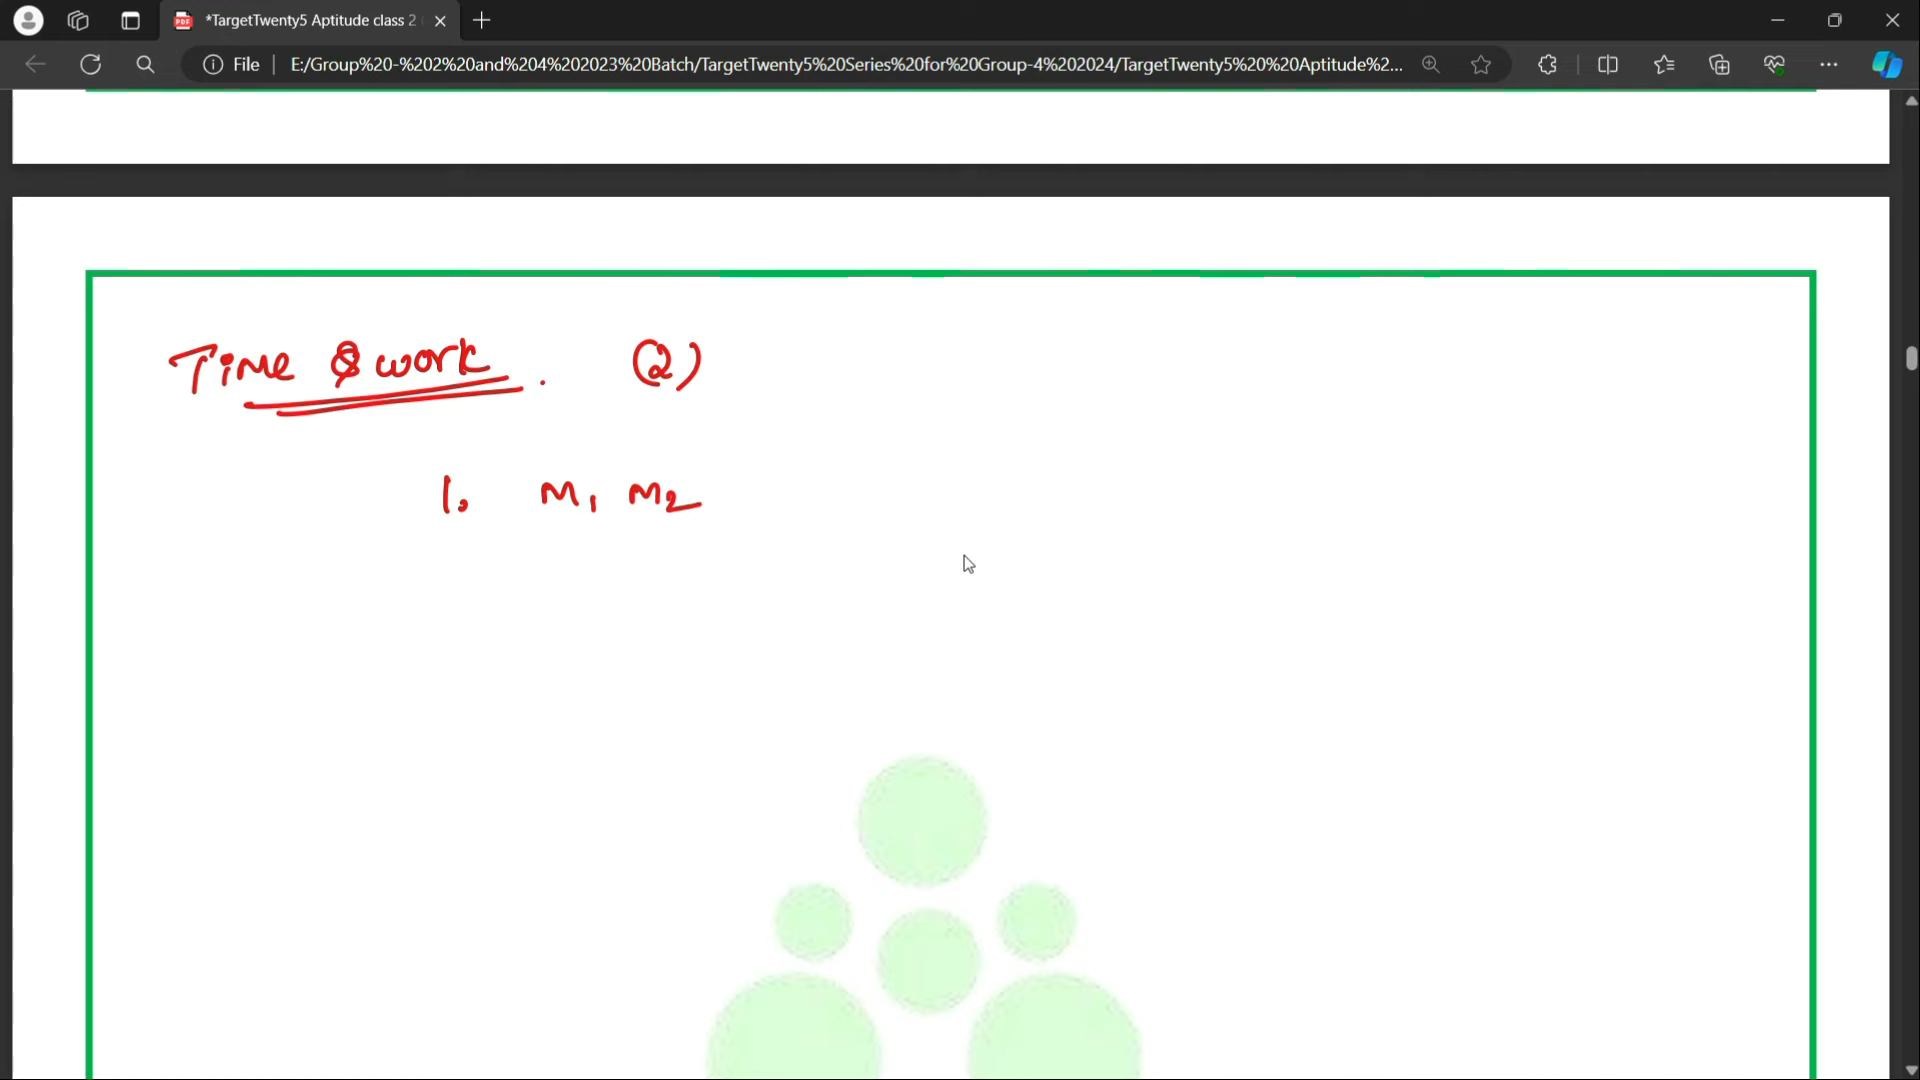 *TargetTwenty5 Aptitude class 2
File
E:/Group%20-%202%20and%204%202023%20Batch/TargetTwenty5%20Series%20for%20Group-4%202024/TargetTwenty5%20%20Aptitude%2...
Time & work. (2)
1. M1 M2